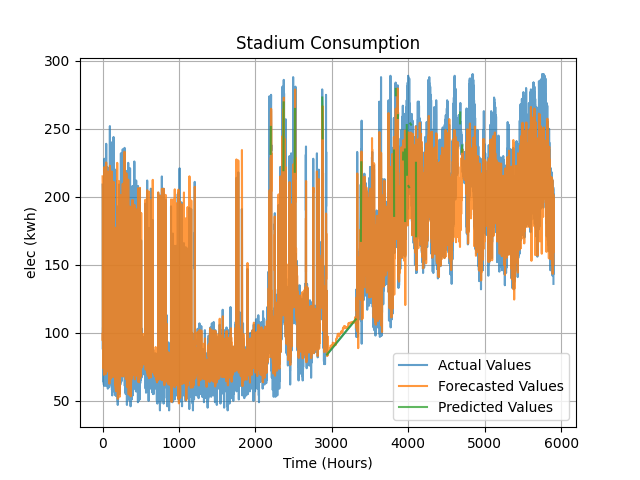 Stadium Consumption
300
250
200
150
100
50
elec (kwh)
Actual Values
Forecasted Values
Predicted Values
0 1000 2000 3000 4000 5000 6000
Time (Hours)